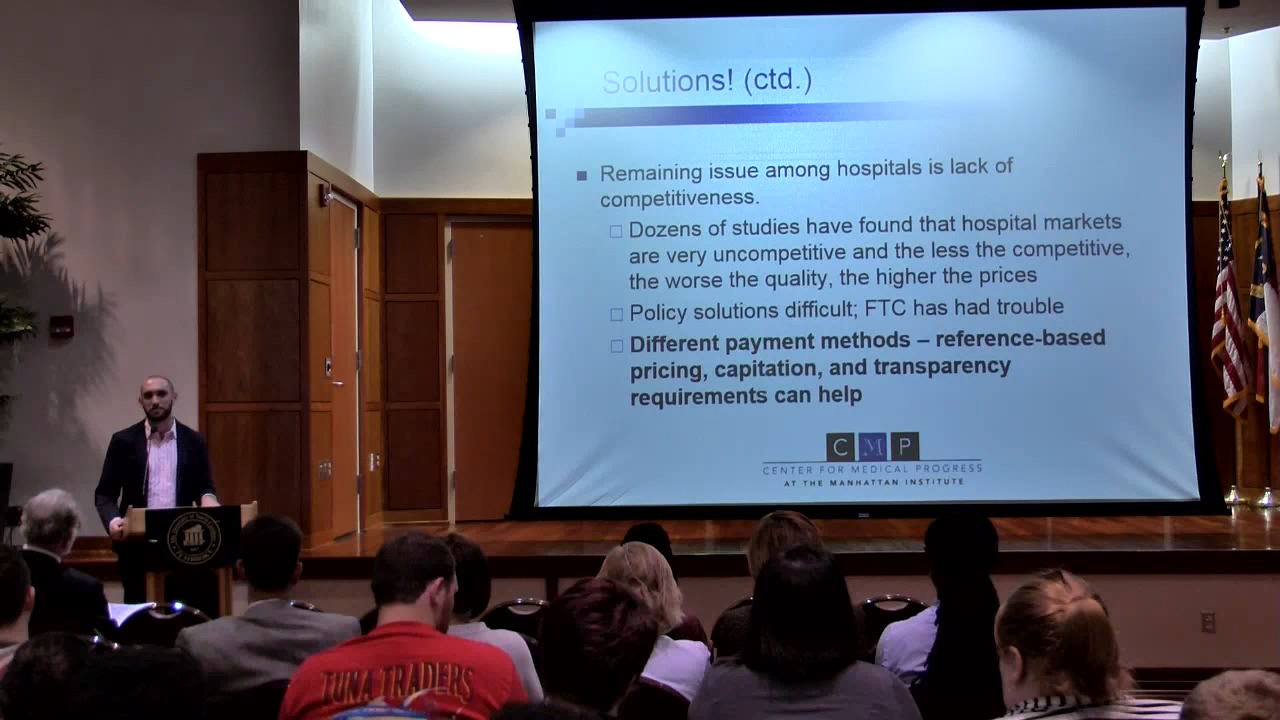 Solutions! (ctd.)
Remaining issue among hospitals is lack of
competitiveness.
Dozens of studies have found that hospital markets
are very uncompetitive and the less the competitive,
the worse the quality, the higher the prices
Policy solutions difficult; FTC has had trouble
Different payment methods – reference-based
pricing, capitation, and transparency
requirements can help
C M P
CENTER FOR MEDICAL PROGRESS
AT THE MANHATTAN INSTITUTE
TUNA TRADERS